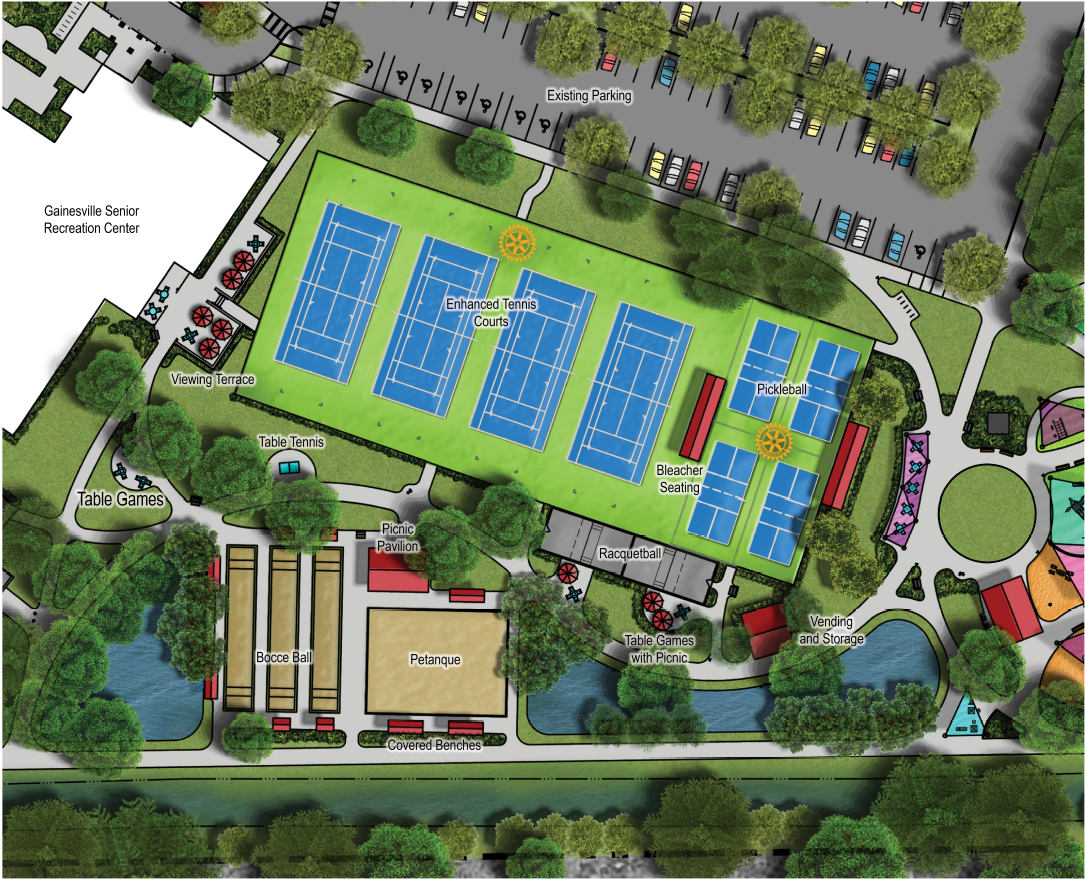 Existing Parking
Gainesville Senior
Recreation Center
Enhanced Tennis
Courts
Viewing Terrace
Pickleball
Table Tennis
Bleacher
Seating
Table Games
Picnic
Pavilion
Racquetball
Vending
and Storage
Table Games
with Picnic
Bocce Ball
Petanque
Covered Benches